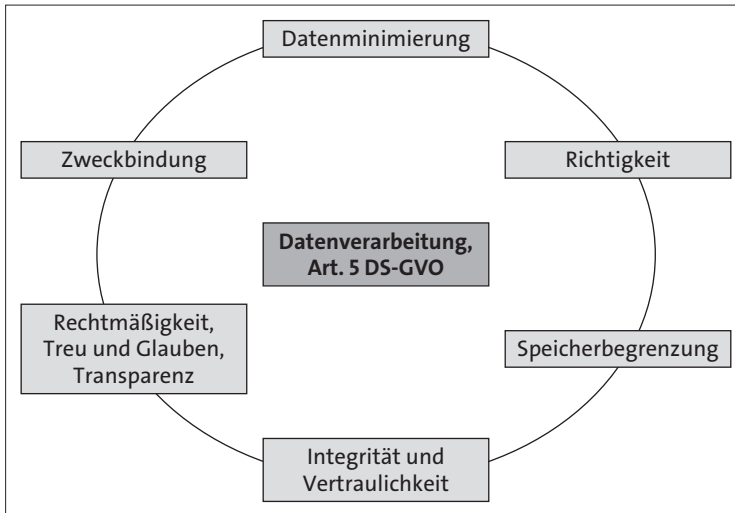 Datenminimierung
Zweckbindung
Richtigkeit
Datenverarbeitung,
Art. 5 DS-GVO
Rechtmäßigkeit,
Treu und Glauben,
Transparenz
Speicherbegrenzung
Integrität und
Vertraulichkeit